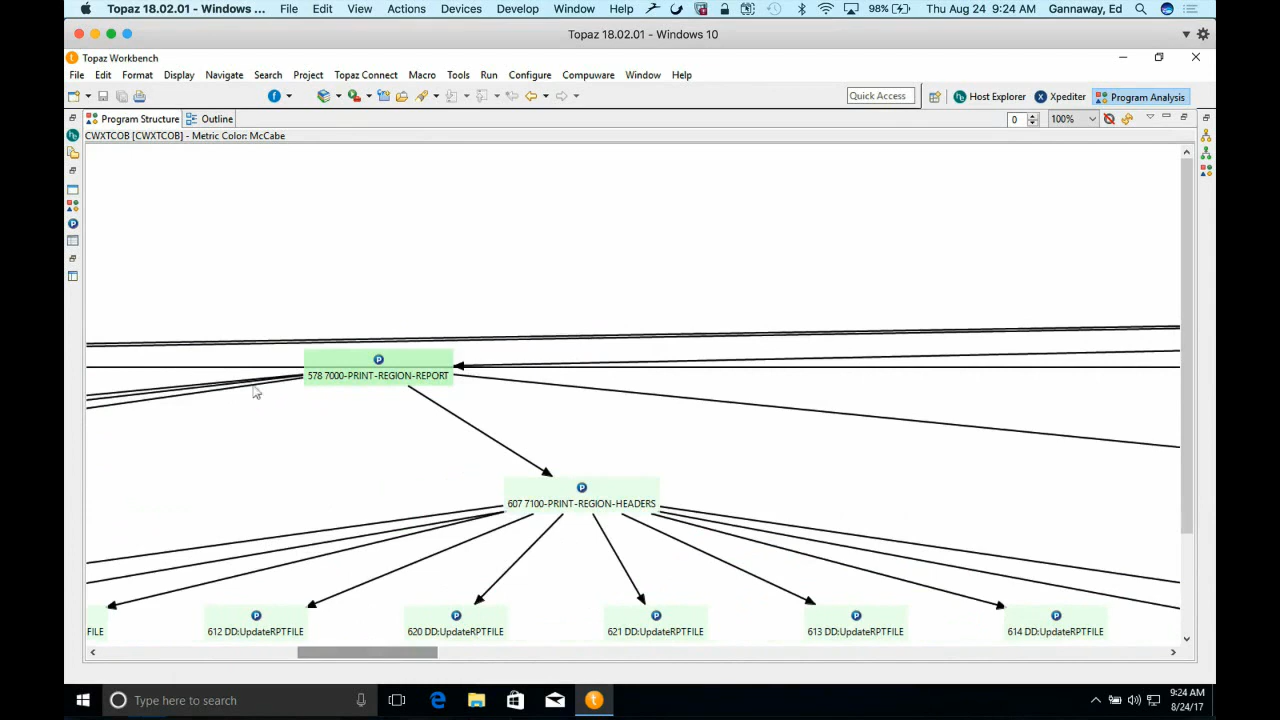 Topaz 18.02.01 - Windows ... File Edit View Actions Devices Develop Window Help 98% Thu Aug 24 9:24 AM Gannaway, Ed
Topaz 18.02.01 - Windows 10
t Topaz Workbench
File Edit Format Display Navigate Search Project Topaz Connect Macro Tools Run Configure Compuware Window Help
f Quick Access Host Explorer X Xpediter Program Analysis
Program Structure Outline 0 100%
CWXTCOB [CWXTCOB] - Metric Color: McCabe
P
578 7000-PRINT-REGION-REPORT
P
607 7100-PRINT-REGION-HEADERS
P P P P P
FILE 612 DD:UpdateRPTFILE 620 DD:UpdateRPTFILE 621 DD:UpdateRPTFILE 613 DD:UpdateRPTFILE 614 DD:UpdateRPTFILE
Type here to search t 9:24 AM
8/24/17